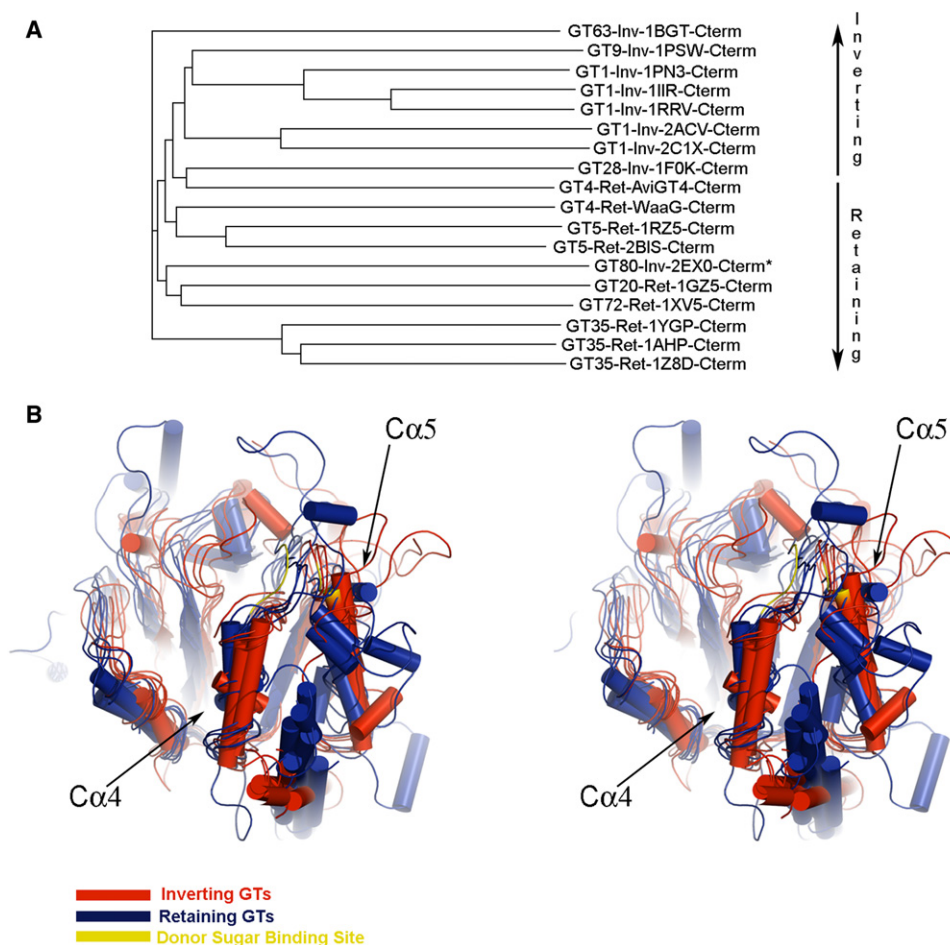 A
GT63-Inv-1BGT-Cterm
GT9-Inv-1PSW-Cterm
GT1-Inv-1PN3-Cterm
GT1-Inv-1IIR-Cterm
GT1-Inv-1RRV-Cterm
GT1-Inv-2ACV-Cterm
GT1-Inv-2C1X-Cterm
GT28-Inv-1F0K-Cterm
GT4-Ret-AviGT4-Cterm
GT4-Ret-WaaG-Cterm
GT5-Ret-1RZ5-Cterm
GT5-Ret-2BIS-Cterm
GT80-Inv-2EX0-Cterm*
GT20-Ret-1GZ5-Cterm
GT72-Ret-1XV5-Cterm
GT35-Ret-1YGP-Cterm
GT35-Ret-1AHP-Cterm
GT35-Ret-1Z8D-Cterm
Inverting
Retaining
B
Cα5
Cα5
Cα4
Cα4
Inverting GTs
Retaining GTs
Donor Sugar Binding Site